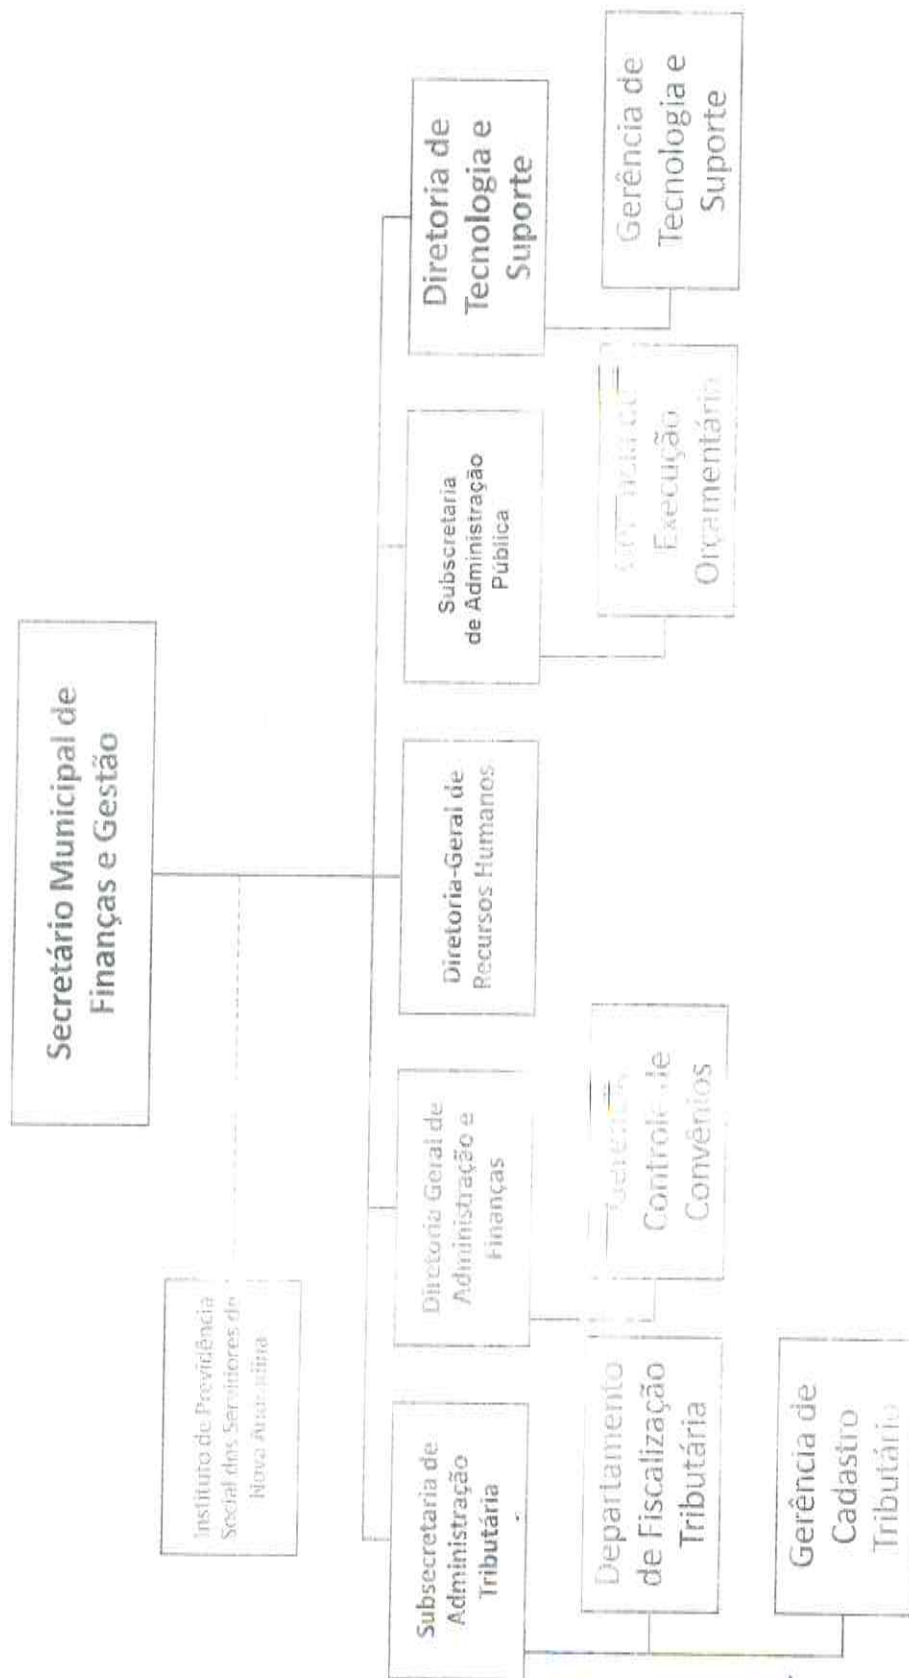 Secretário Municipal de
Finanças e Gestão
Instituto de Previdência
Social dos Servidores de
Nova
Subsecretaria de
Administração
Tributária
Diretoria Geral de
Administração e
Finanças
Diretoria-Geral de
Recursos Humanos
Subscretaria
de Administração
Pública
Diretoria de
Tecnologia e
Suporte
Departamento
de Fiscalização
Tributária
Controle de
Convênios
Execução
Orçamentária
Gerência de
Tecnologia e
Suporte
Gerência de
Cadastro
Tributário